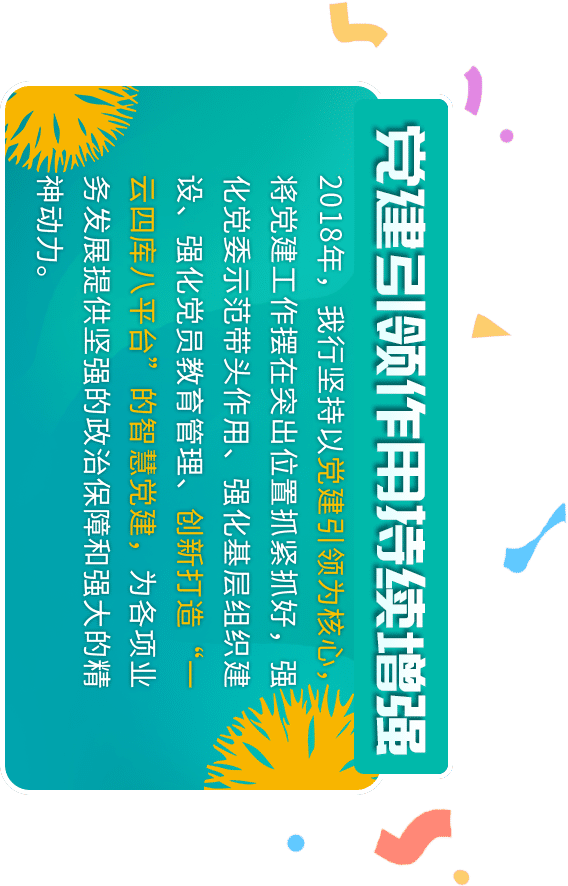 党建引领作用持续增强
2018年，我行坚持以党建引领为核心，
将党建工作摆在突出位置抓紧抓好，强
化党委示范带头作用、强化基层组织建
设、强化党员教育管理、创新打造“一
云四库八平台”的智慧党建，为各项业
务发展提供坚强的政治保障和强大的精
神动力。